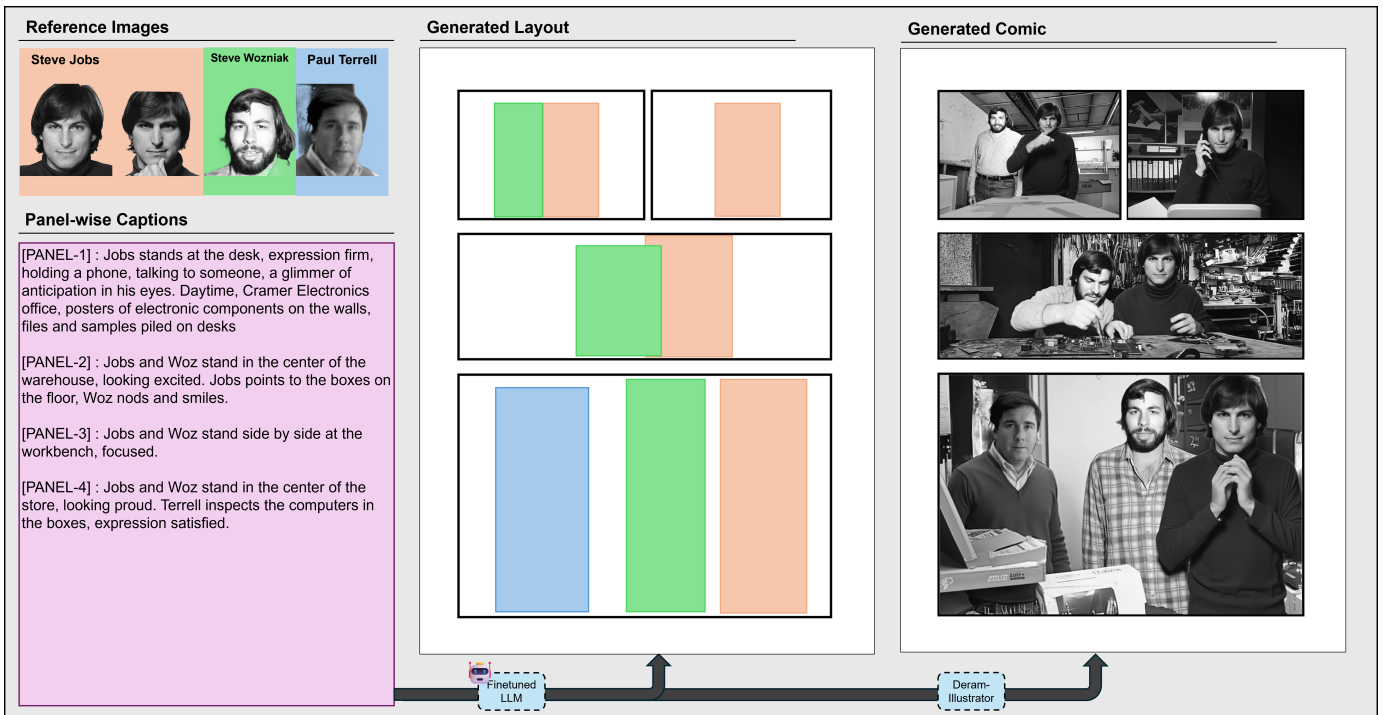 Reference Images
Steve Jobs
Steve Wozniak
Paul Terrell
Panel-wise Captions
[PANEL-1] : Jobs stands at the desk, expression firm,
holding a phone, talking to someone, a glimmer of
anticipation in his eyes. Daytime, Cramer Electronics
office, posters of electronic components on the walls,
files and samples piled on desks
[PANEL-2] : Jobs and Woz stand in the center of the
warehouse, looking excited. Jobs points to the boxes on
the floor, Woz nods and smiles.
[PANEL-3] : Jobs and Woz stand side by side at the
workbench, focused.
[PANEL-4] : Jobs and Woz stand in the center of the
store, looking proud. Terrell inspects the computers in
the boxes, expression satisfied.
Generated Layout
Finetuned
LLM
Generated Comic
Deram-
Illustrator